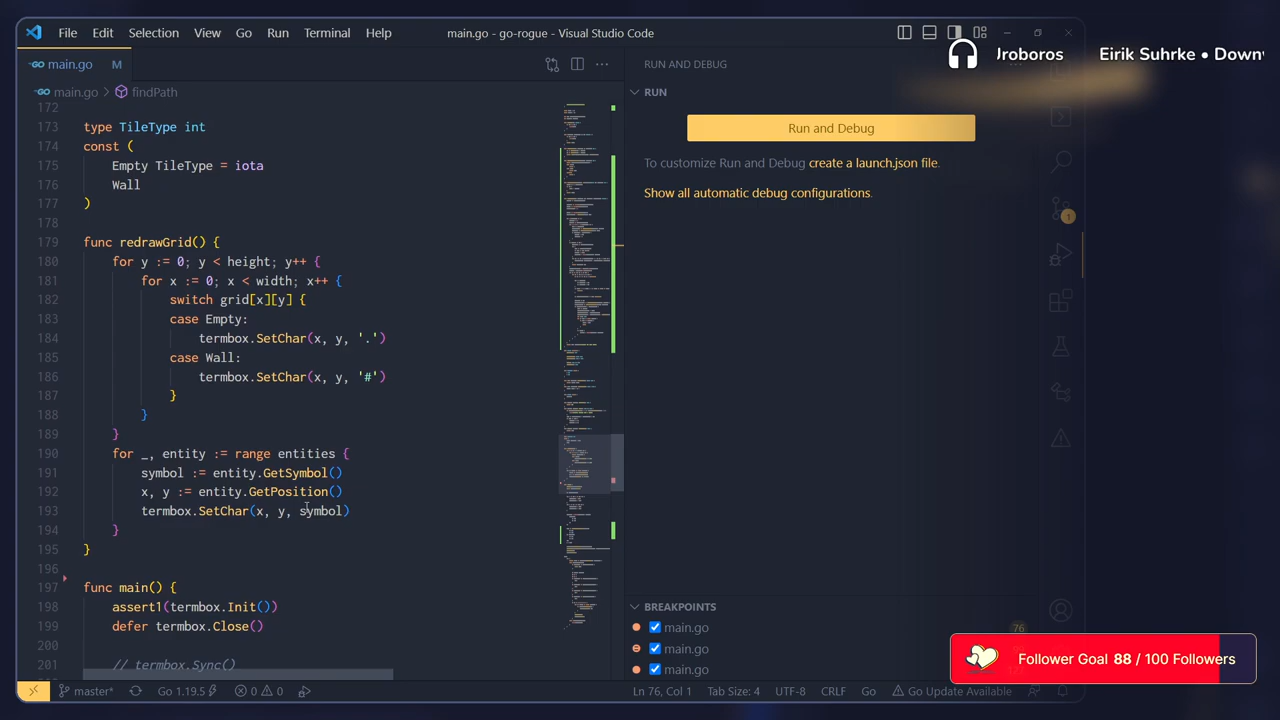 File Edit Selection View Go Run Terminal Help
main.go - go-rogue - Visual Studio Code
main.go M
RUN AND DEBUG
Jroboros Eirik Suhrke • Down
main.go > findPath
RUN
Run and Debug
To customize Run and Debug create a launch.json file.
Show all automatic debug configurations.
1
172
173 type TileType int
174 const (
175 Empty TileType = iota
176 Wall
177 )
178
179 func redrawGrid() {
180 for y := 0; y < height; y++ {
181 for x := 0; x < width; x++ {
182 switch grid[x][y] {
183 case Empty:
184 termbox.SetChar(x, y, '.')
185 case Wall:
186 termbox.SetChar(x, y, '#')
187 }
188 }
189 }
190 for _, entity := range entities {
191 symbol := entity.GetSymbol()
192 x, y := entity.GetPosition()
193 termbox.SetChar(x, y, symbol)
194 }
195 }
196
197 func main() {
198 assert (termbox.Init())
199 defer termbox.Close()
200
201 // termbox.Sync()
BREAKPOINTS
main.go 76
main.go
main.go
Follower Goal 88 / 100 Followers
master* Go 1.19.5 0 0 Ln 76, Col 1 Tab Size: 4 UTF-8 CRLF Go Go Update Available